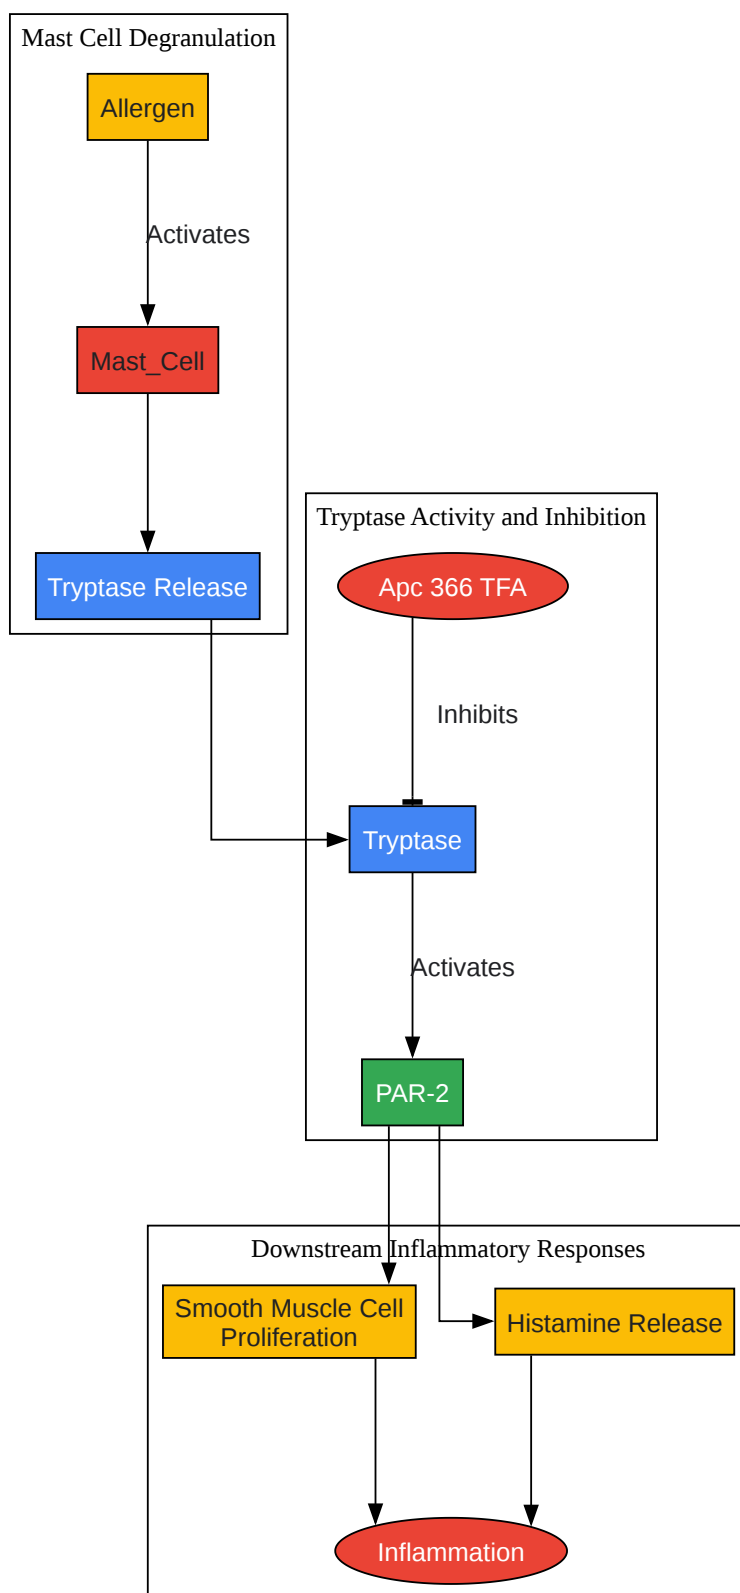 Mast Cell Degranulation
Allergen
Activates
Mast_Cell
Tryptase Release
Tryptase Activity and Inhibition
Apc 366 TFA
Inhibits
Tryptase
Activates
PAR-2
Downstream Inflammatory Responses
Smooth Muscle Cell
Proliferation
Histamine Release
Inflammation